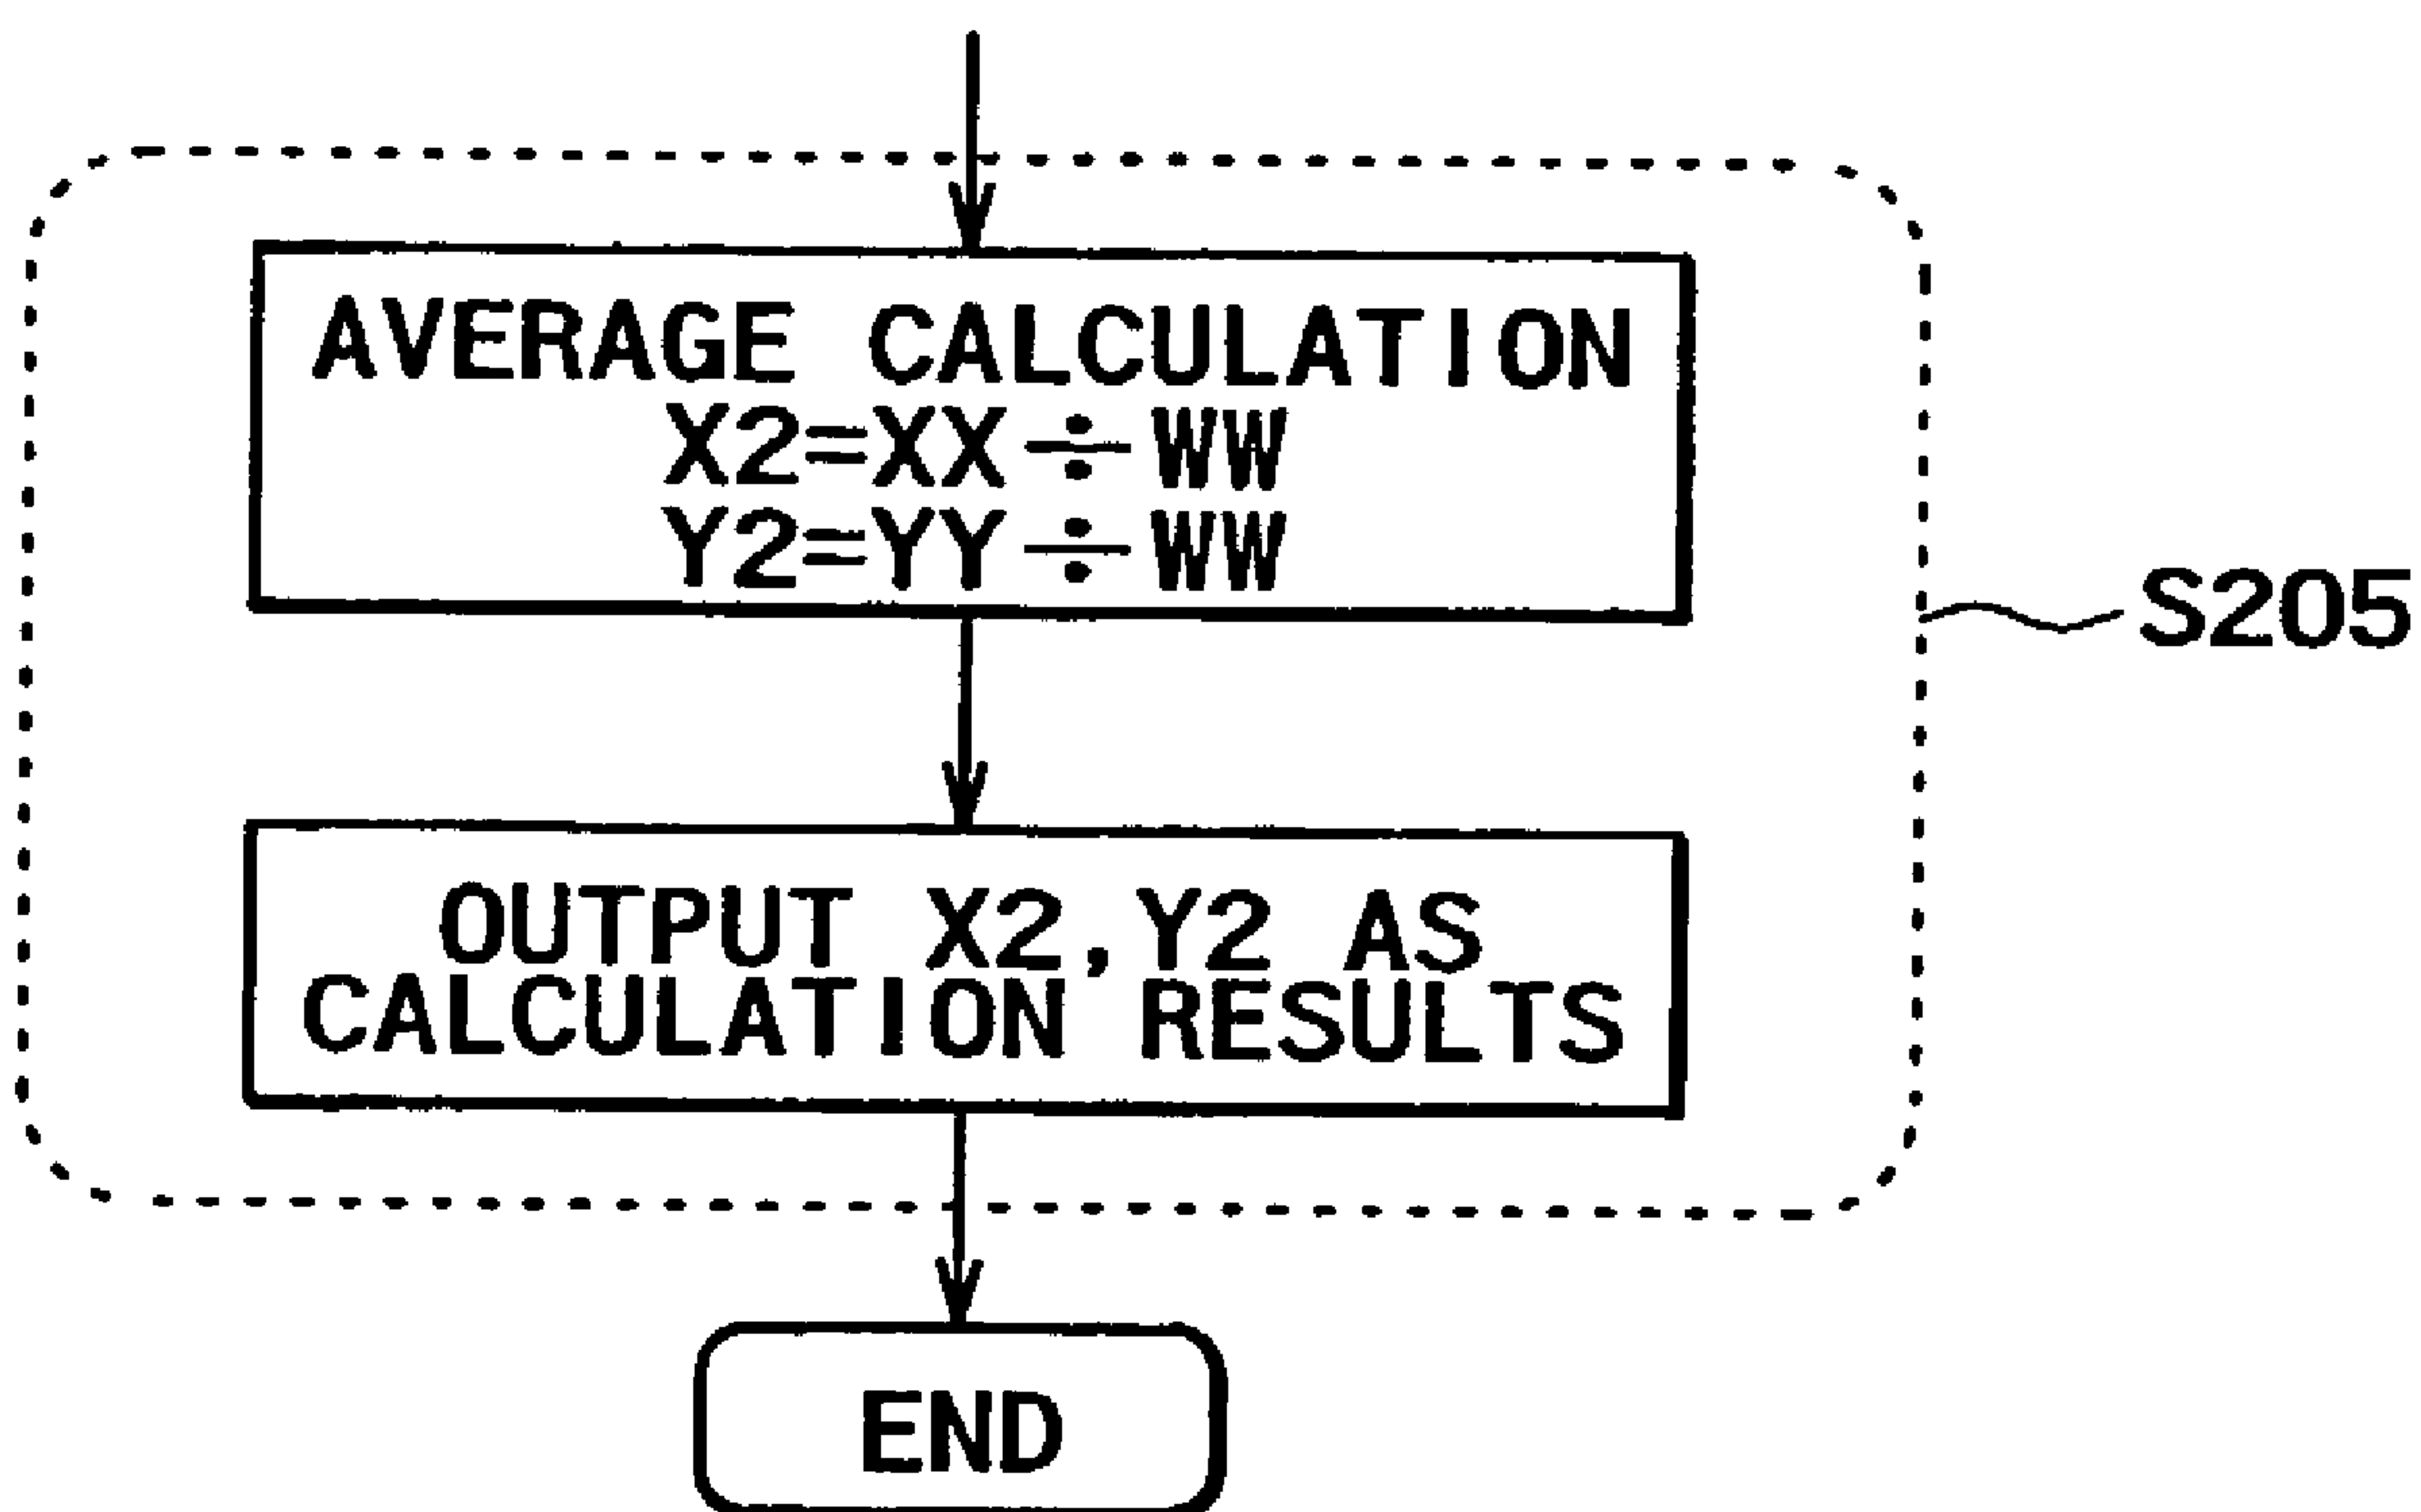 AVERAGE CALCULATION
X2=XX÷WW
Y2=YY÷WW
S205
OUTPUT X2,Y2 AS
CALCULATION RESULTS
END